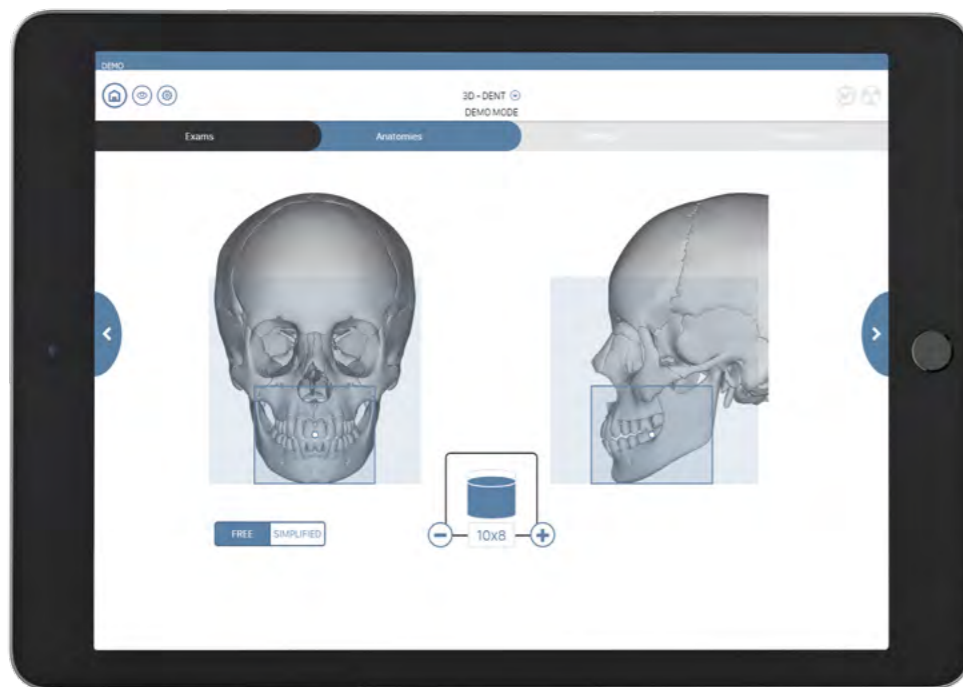 DEMO
3D - DENT
DEMO MODE
Exams
Anatomies
FREE
SIMPLIFIED
10x8